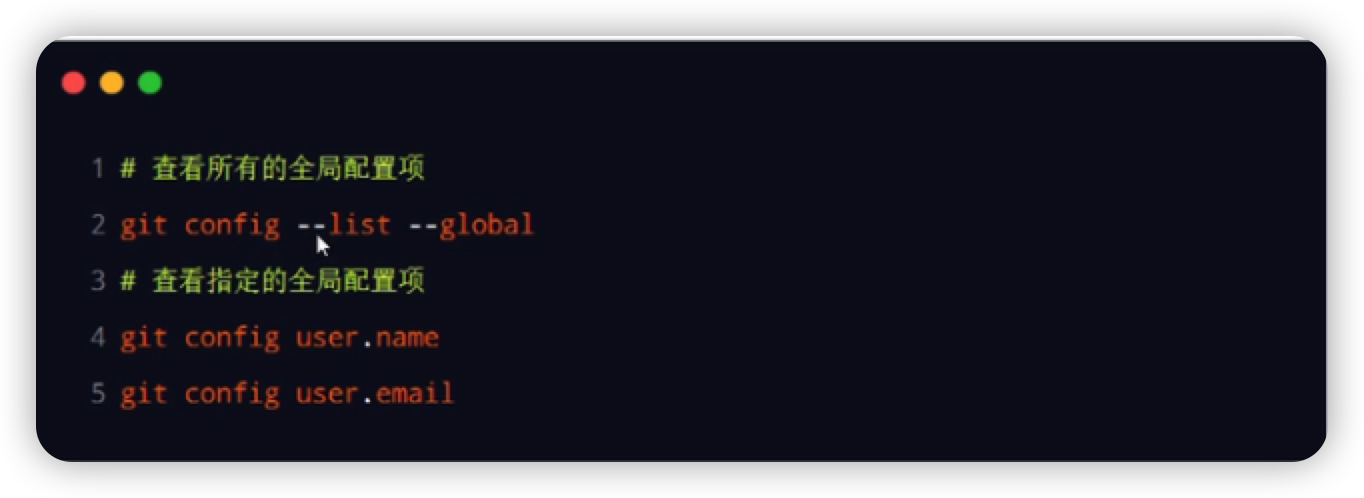 1 # 查看所有的全局配置项
2 git config --list --global
3 # 查看指定的全局配置项
4 git config user.name
5 git config user.email